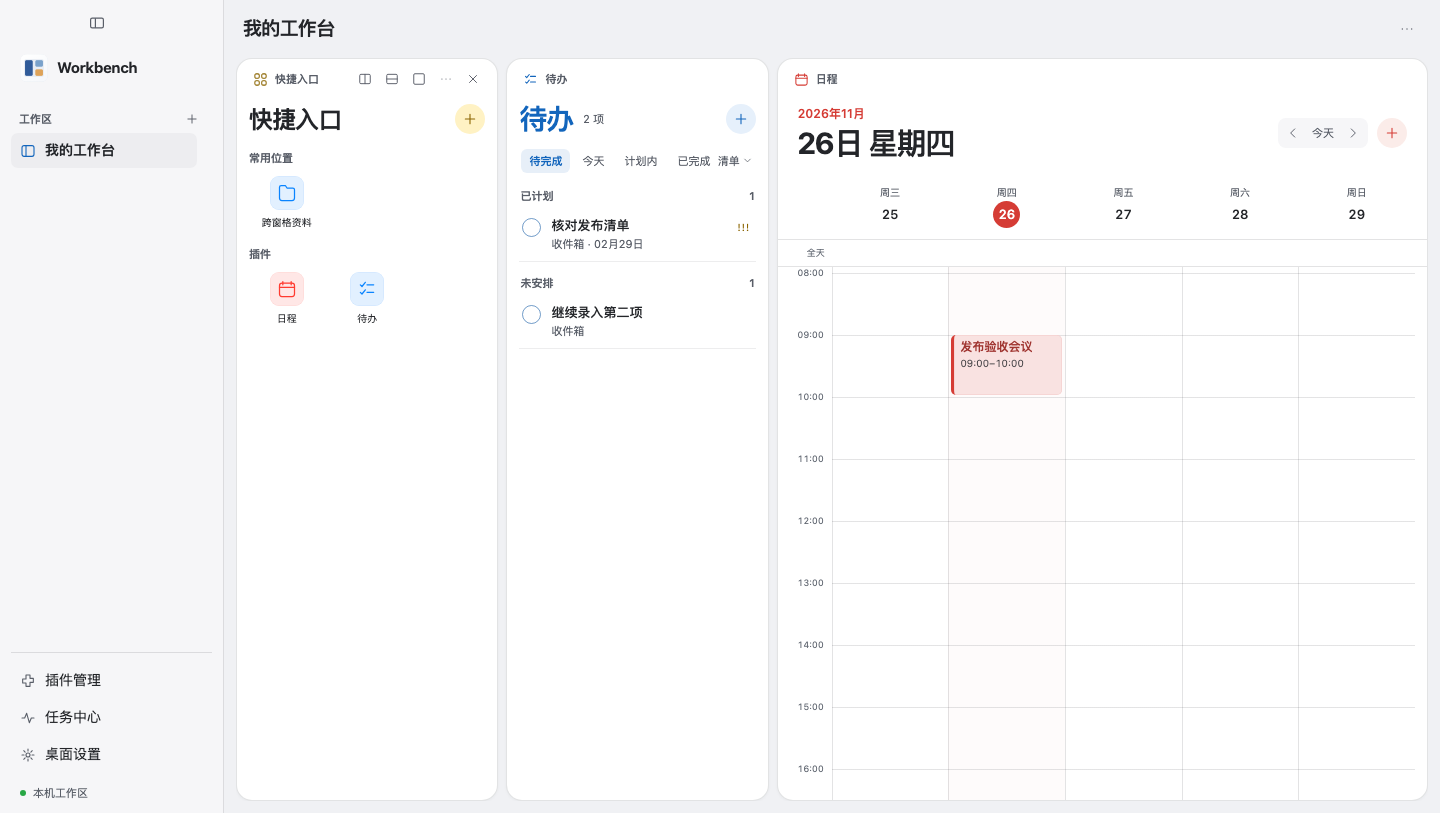 我的工作台
Workbench
工作区
我的工作台
插件管理
任务中心
桌面设置
本机工作区
快捷入口
快捷入口
常用位置
跨窗格资料
插件
日程
待办
待办
待办 2 项
待完成 今天 计划内 已完成 清单
已计划 1
核对发布清单 !!!
收件箱 · 02月29日
未安排 1
继续录入第二项
收件箱
日程
2026年11月
26日 星期四
今天
周三 周四 周五 周六 周日
25 26 27 28 29
全天
08:00
09:00
发布验收会议
09:00–10:00
10:00
11:00
12:00
13:00
14:00
15:00
16:00